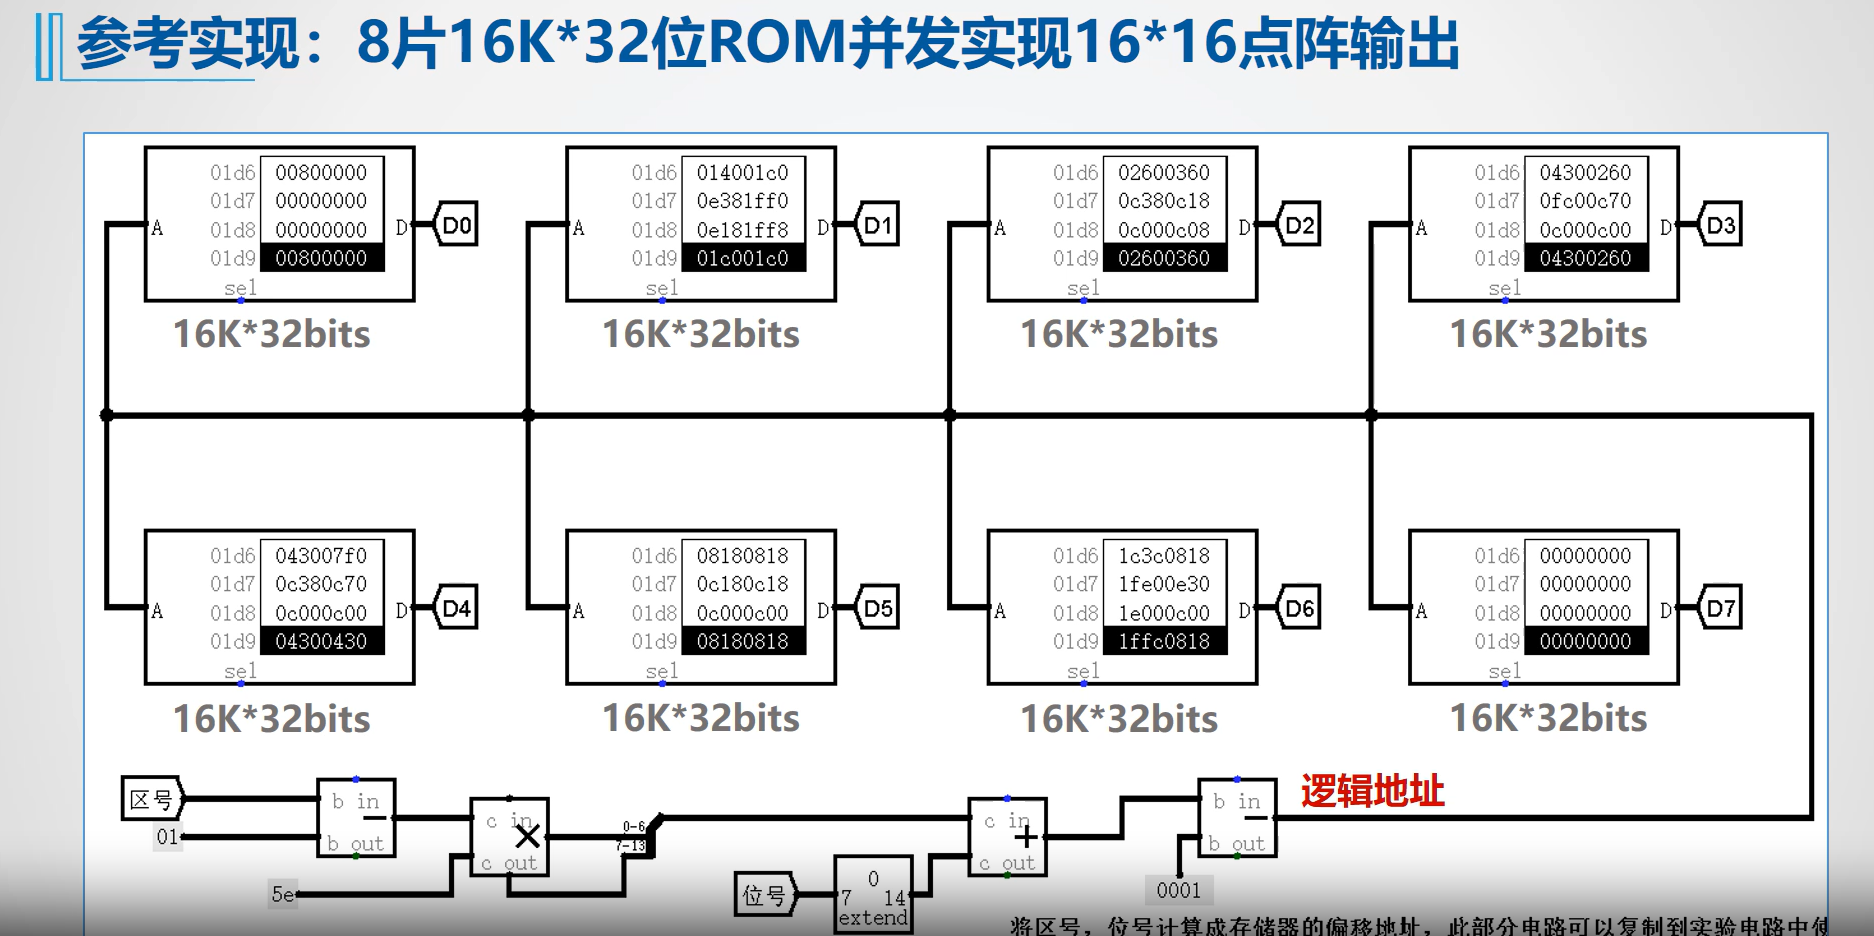 参考实现：8片16K*32位ROM并发实现16*16点阵输出
A
01d6 00800000
01d7 00000000
01d8 00000000
01d9 00800000
sel
D
D0
16K*32bits
A
01d6 014001c0
01d7 0e381ff0
01d8 0e181ff8
01d9 01c001c0
sel
D
D1
16K*32bits
A
01d6 02600360
01d7 0c380c18
01d8 0c000c08
01d9 02600360
sel
D
D2
16K*32bits
A
01d6 04300260
01d7 0fc00c70
01d8 0c000c00
01d9 04300260
sel
D
D3
16K*32bits
A
01d6 043007f0
01d7 0c380c70
01d8 0c000c00
01d9 04300430
sel
D
D4
16K*32bits
A
01d6 08180818
01d7 0c180c18
01d8 0c000c00
01d9 08180818
sel
D
D5
16K*32bits
A
01d6 1c3c0818
01d7 1fe00e30
01d8 1e000c00
01d9 1ffc0818
sel
D
D6
16K*32bits
A
01d6 00000000
01d7 00000000
01d8 00000000
01d9 00000000
sel
D
D7
16K*32bits
区号
01
b in
−
b out
5e
c in
×
c out
0-6
7-13
位号
0
7 14
extend
c in
+
c out
b in
−
b out
0001
逻辑地址
将区号，位号计算成存储器的偏移地址，此部分电路可以复制到实验电路中使